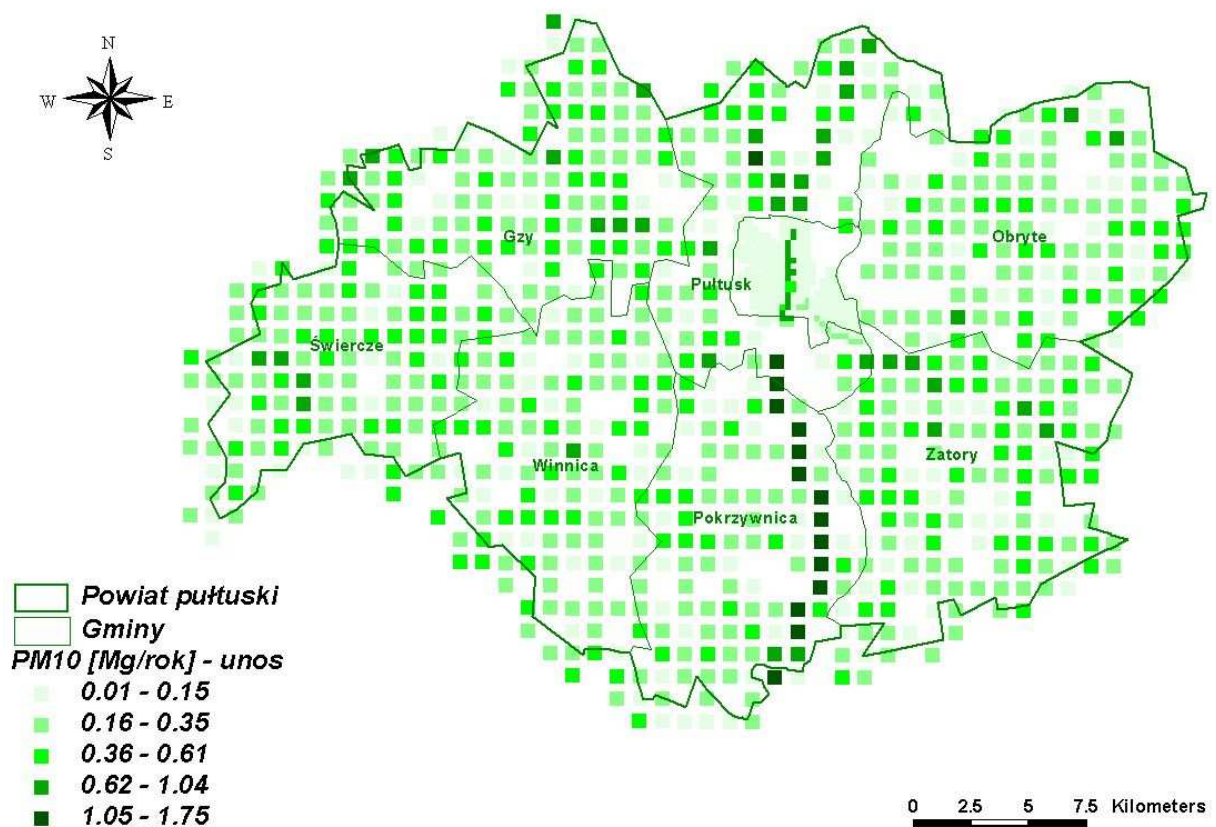 N
W E
S
Gzy
Obryte
Pułtusk
Świercze
Winnica
Zatory
Pokrzywnica
Powiat pułtuski
Gminy
PM10 [Mg/rok] - unos
0.01 - 0.15
0.16 - 0.35
0.36 - 0.61
0.62 - 1.04
1.05 - 1.75
0 2.5 5 7.5 Kilometers